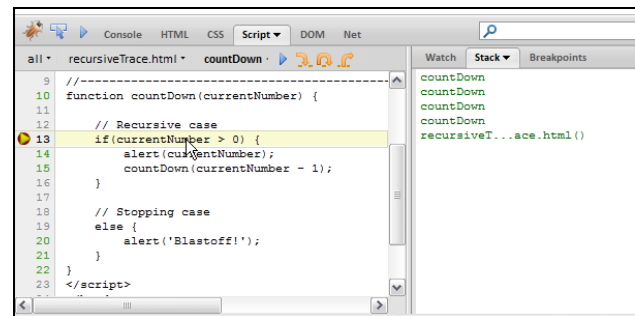 Console HTML CSS Script DOM Net
all recursiveTrace.html countDown
Watch Stack Breakpoints
9 //--------------------------------------
10 function countDown(currentNumber) {
11
12 // Recursive case
13 if(currentNumber > 0) {
14 alert(currentNumber);
15 countDown(currentNumber - 1);
16 }
17
18 // Stopping case
19 else {
20 alert('Blastoff!');
21 }
22 }
23 </script>
countDown
countDown
countDown
countDown
recursiveT...ace.html()